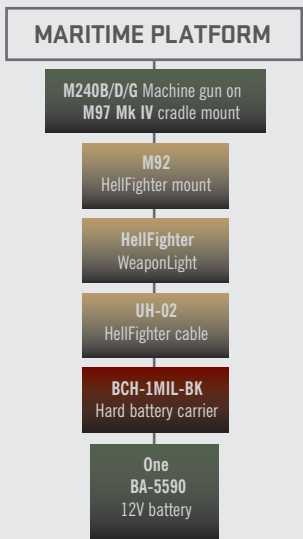 MARITIME PLATFORM
M240B/D/G Machine gun on
M97 Mk IV cradle mount
M92
HellFighter mount
HellFighter
WeaponLight
UH-02
HellFighter cable
BCH-1MIL-BK
Hard battery carrier
One
BA-5590
12V battery